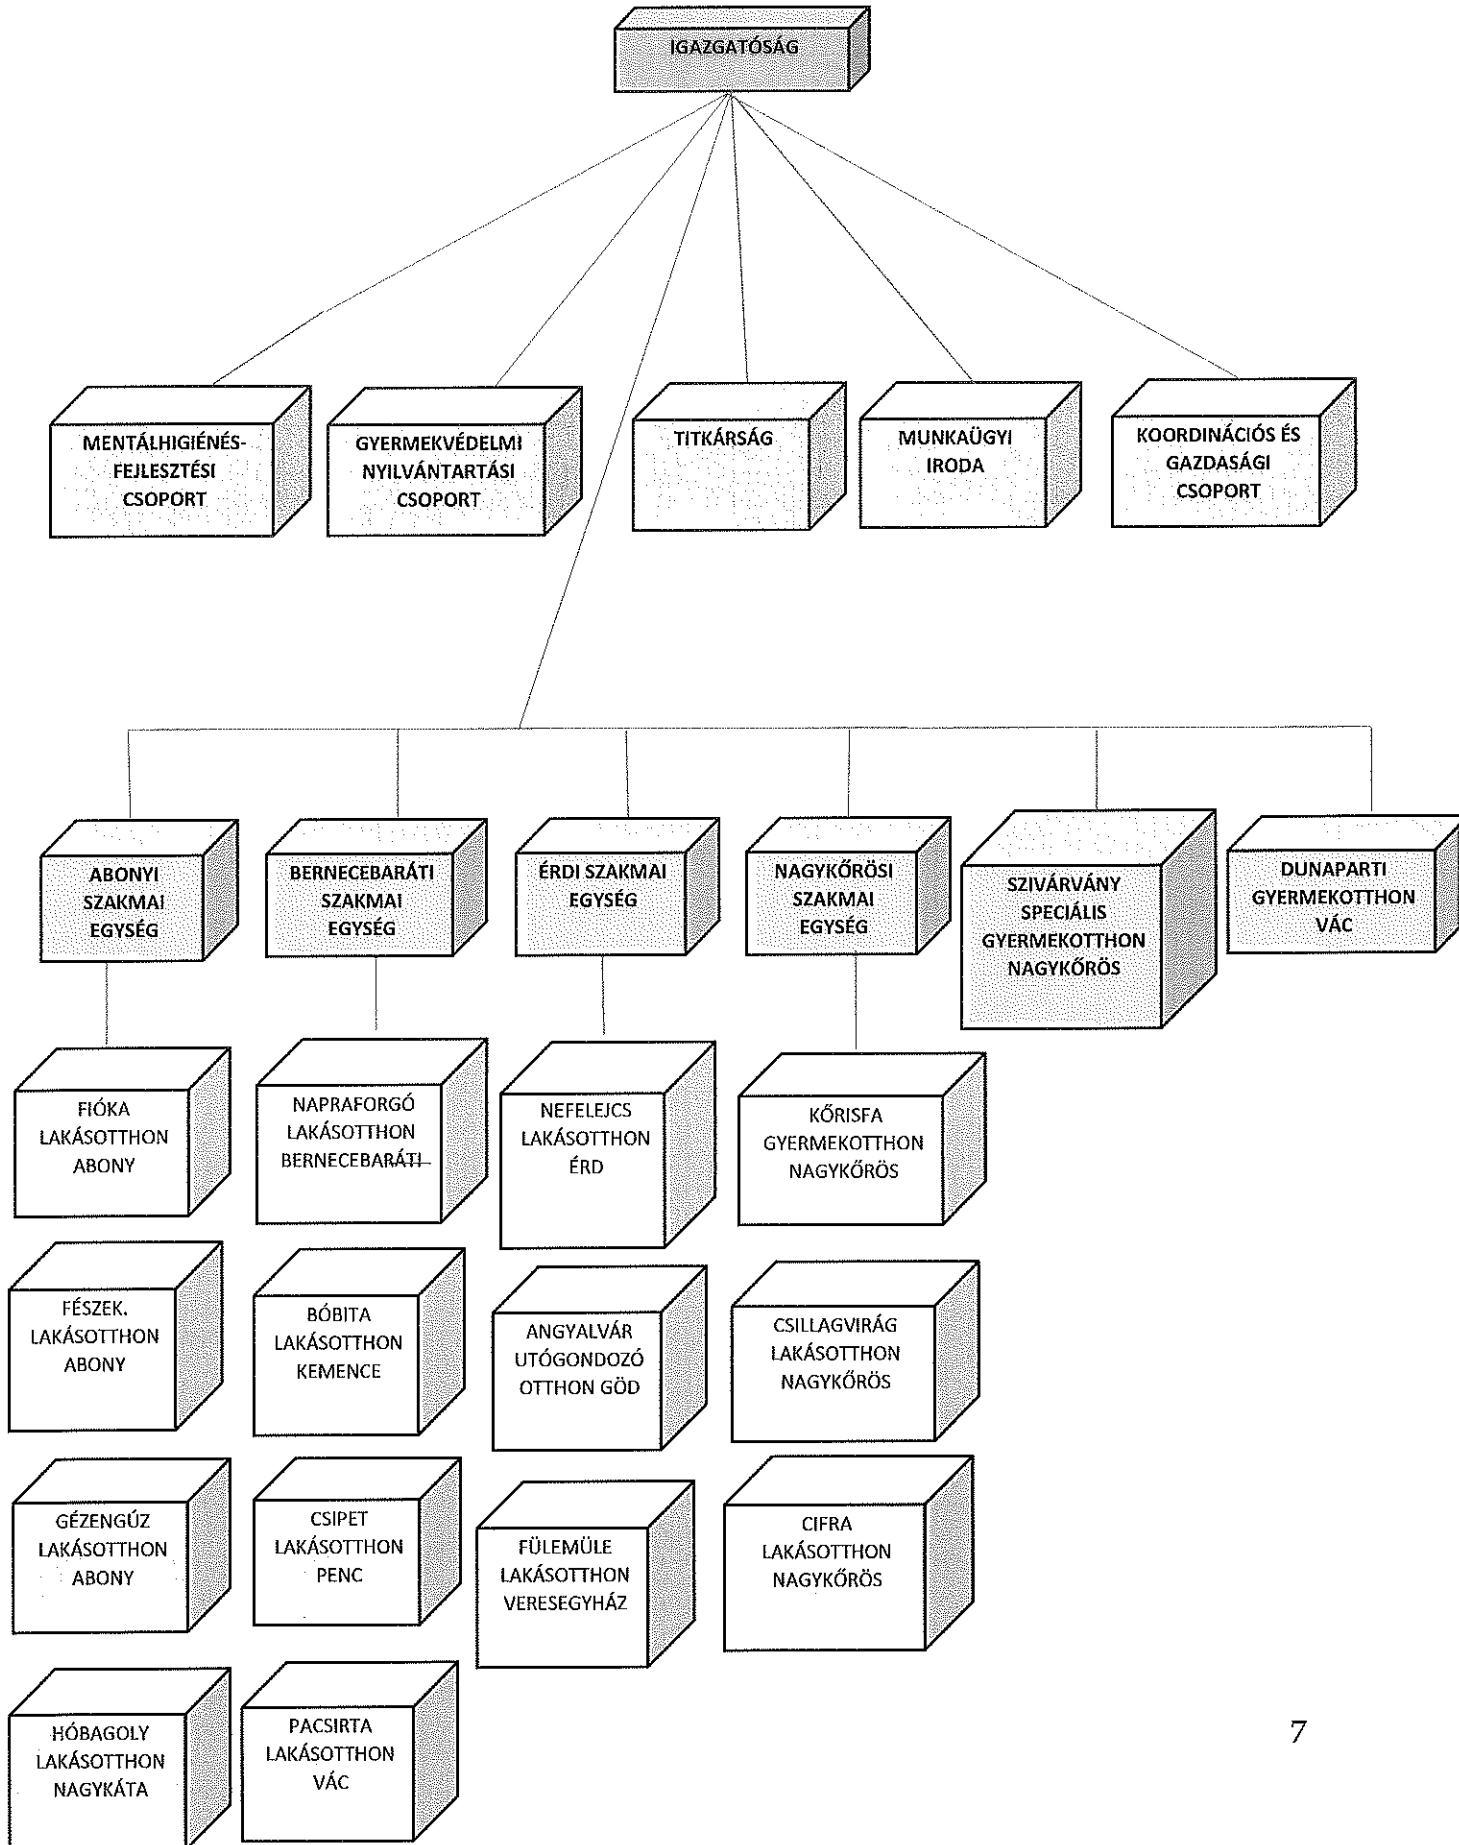 IGAZGATÓSÁG
MENTÁLHIGIÉNÉS-
FEJLESZTÉSI
CSOPORT
GYERMEKVÉDELMI
NYILVÁNTARTÁSI
CSOPORT
TITKÁRSÁG
MUNKAÜGYI
IRODA
KOORDINÁCIÓS ÉS
GAZDASÁGI
CSOPORT
ABONYI
SZAKMAI
EGYSÉG
BERNECEBARÁTI
SZAKMAI
EGYSÉG
ÉRDI SZAKMAI
EGYSÉG
NAGYKŐRÖSI
SZAKMAI
EGYSÉG
SZIVÁRVÁNY
SPECIÁLIS
GYERMEKOTTHON
NAGYKŐRÖS
DUNAPARTI
GYERMEKOTTHON
VÁC
FIÓKA
LAKÁSOTTHON
ABONY
NAPRAFORGÓ
LAKÁSOTTHON
BERNECEBARÁTI
NEFELEJCS
LAKÁSOTTHON
ÉRD
KŐRISFA
GYERMEKOTTHON
NAGYKŐRÖS
FÉSZEK.
LAKÁSOTTHON
ABONY
BÓBITA
LAKÁSOTTHON
KEMENCE
ANGYALVÁR
UTÓGONDOZÓ
OTTHON GÖD
CSILLAGVIRÁG
LAKÁSOTTHON
NAGYKŐRÖS
GÉZENGÚZ
LAKÁSOTTHON
ABONY
CSIPET
LAKÁSOTTHON
PENC
FÜLEMÜLE
LAKÁSOTTHON
VERESEGYHÁZ
CIFRA
LAKÁSOTTHON
NAGYKŐRÖS
HÓBAGOLY
LAKÁSOTTHON
NAGYKÁTA
PACSIRTA
LAKÁSOTTHON
VÁC
7